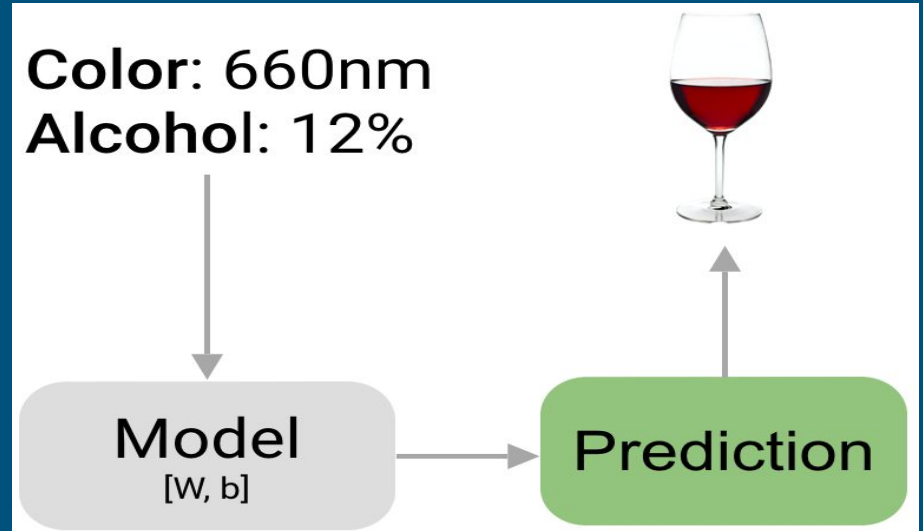 Color: 660nm
Alcohol: 12%
Model
[W, b]
Prediction